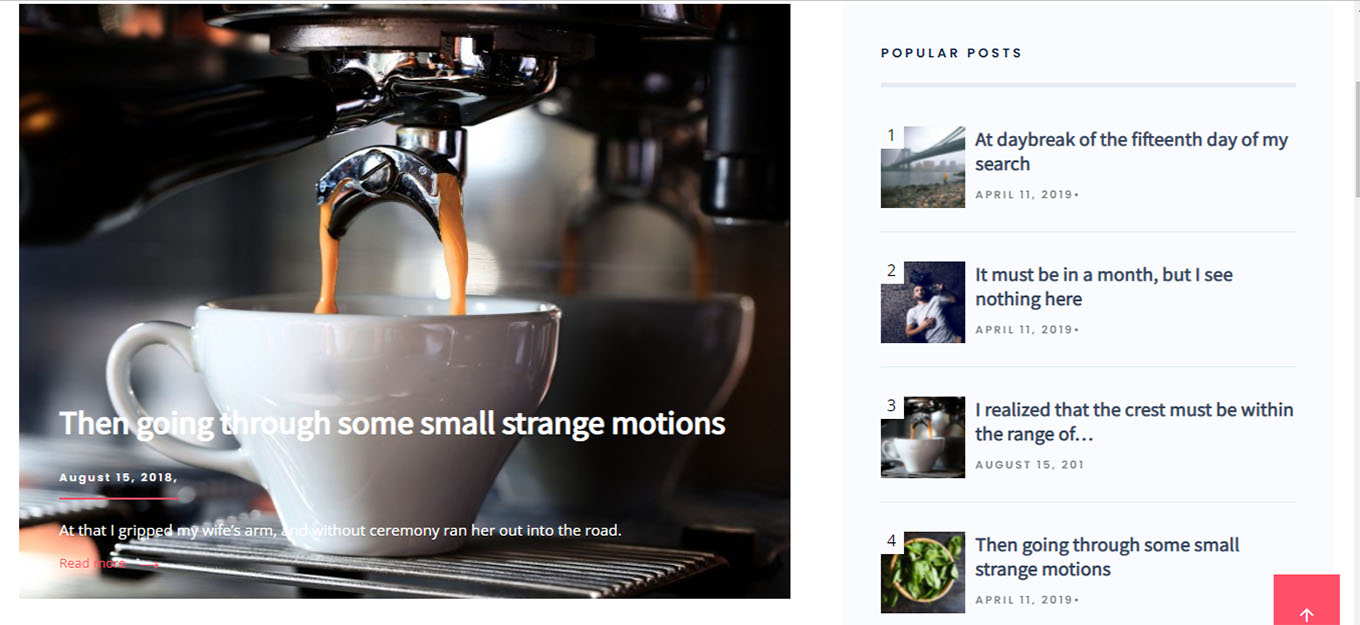 Then going through some small strange motions
August 15, 2018,
At that I gripped my wife's arm, and without ceremony ran her out into the road.
Read more
POPULAR POSTS
1
At daybreak of the fifteenth day of my
search
APRIL 11, 2019•
2
It must be in a month, but I see
nothing here
APRIL 11, 2019•
3
I realized that the crest must be within
the range of…
AUGUST 15, 201
4
Then going through some small
strange motions
APRIL 11, 2019•